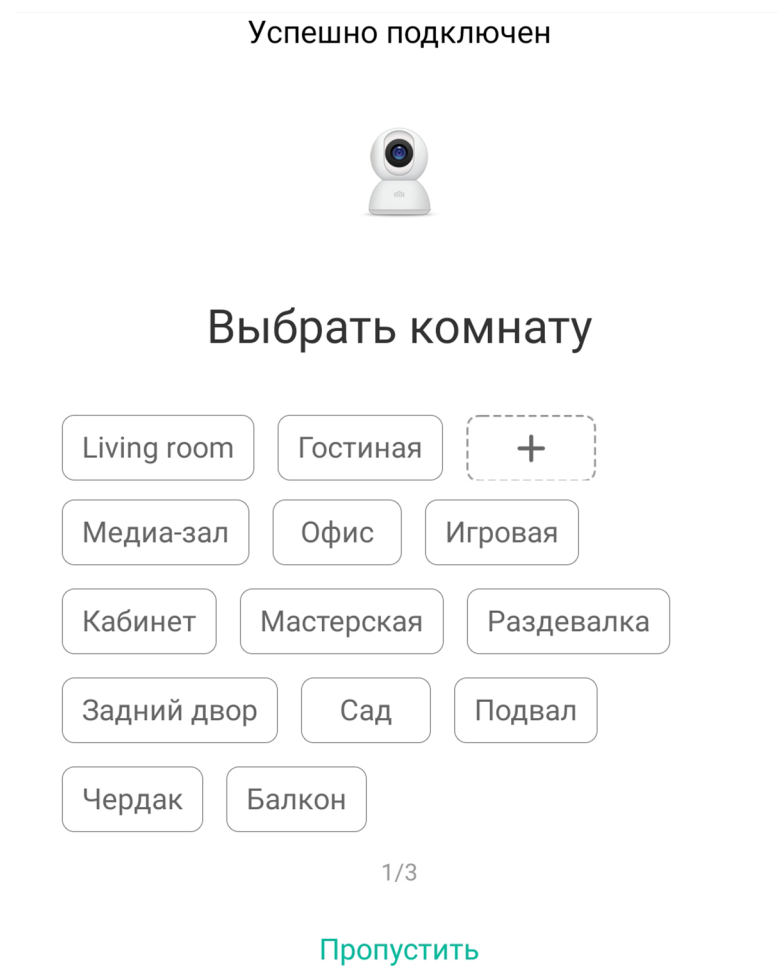 Успешно подключен
Выбрать комнату
Living room Гостиная +
Медиа-зал Офис Игровая
Кабинет Мастерская Раздевалка
Задний двор Сад Подвал
Чердак Балкон
1/3
Пропустить